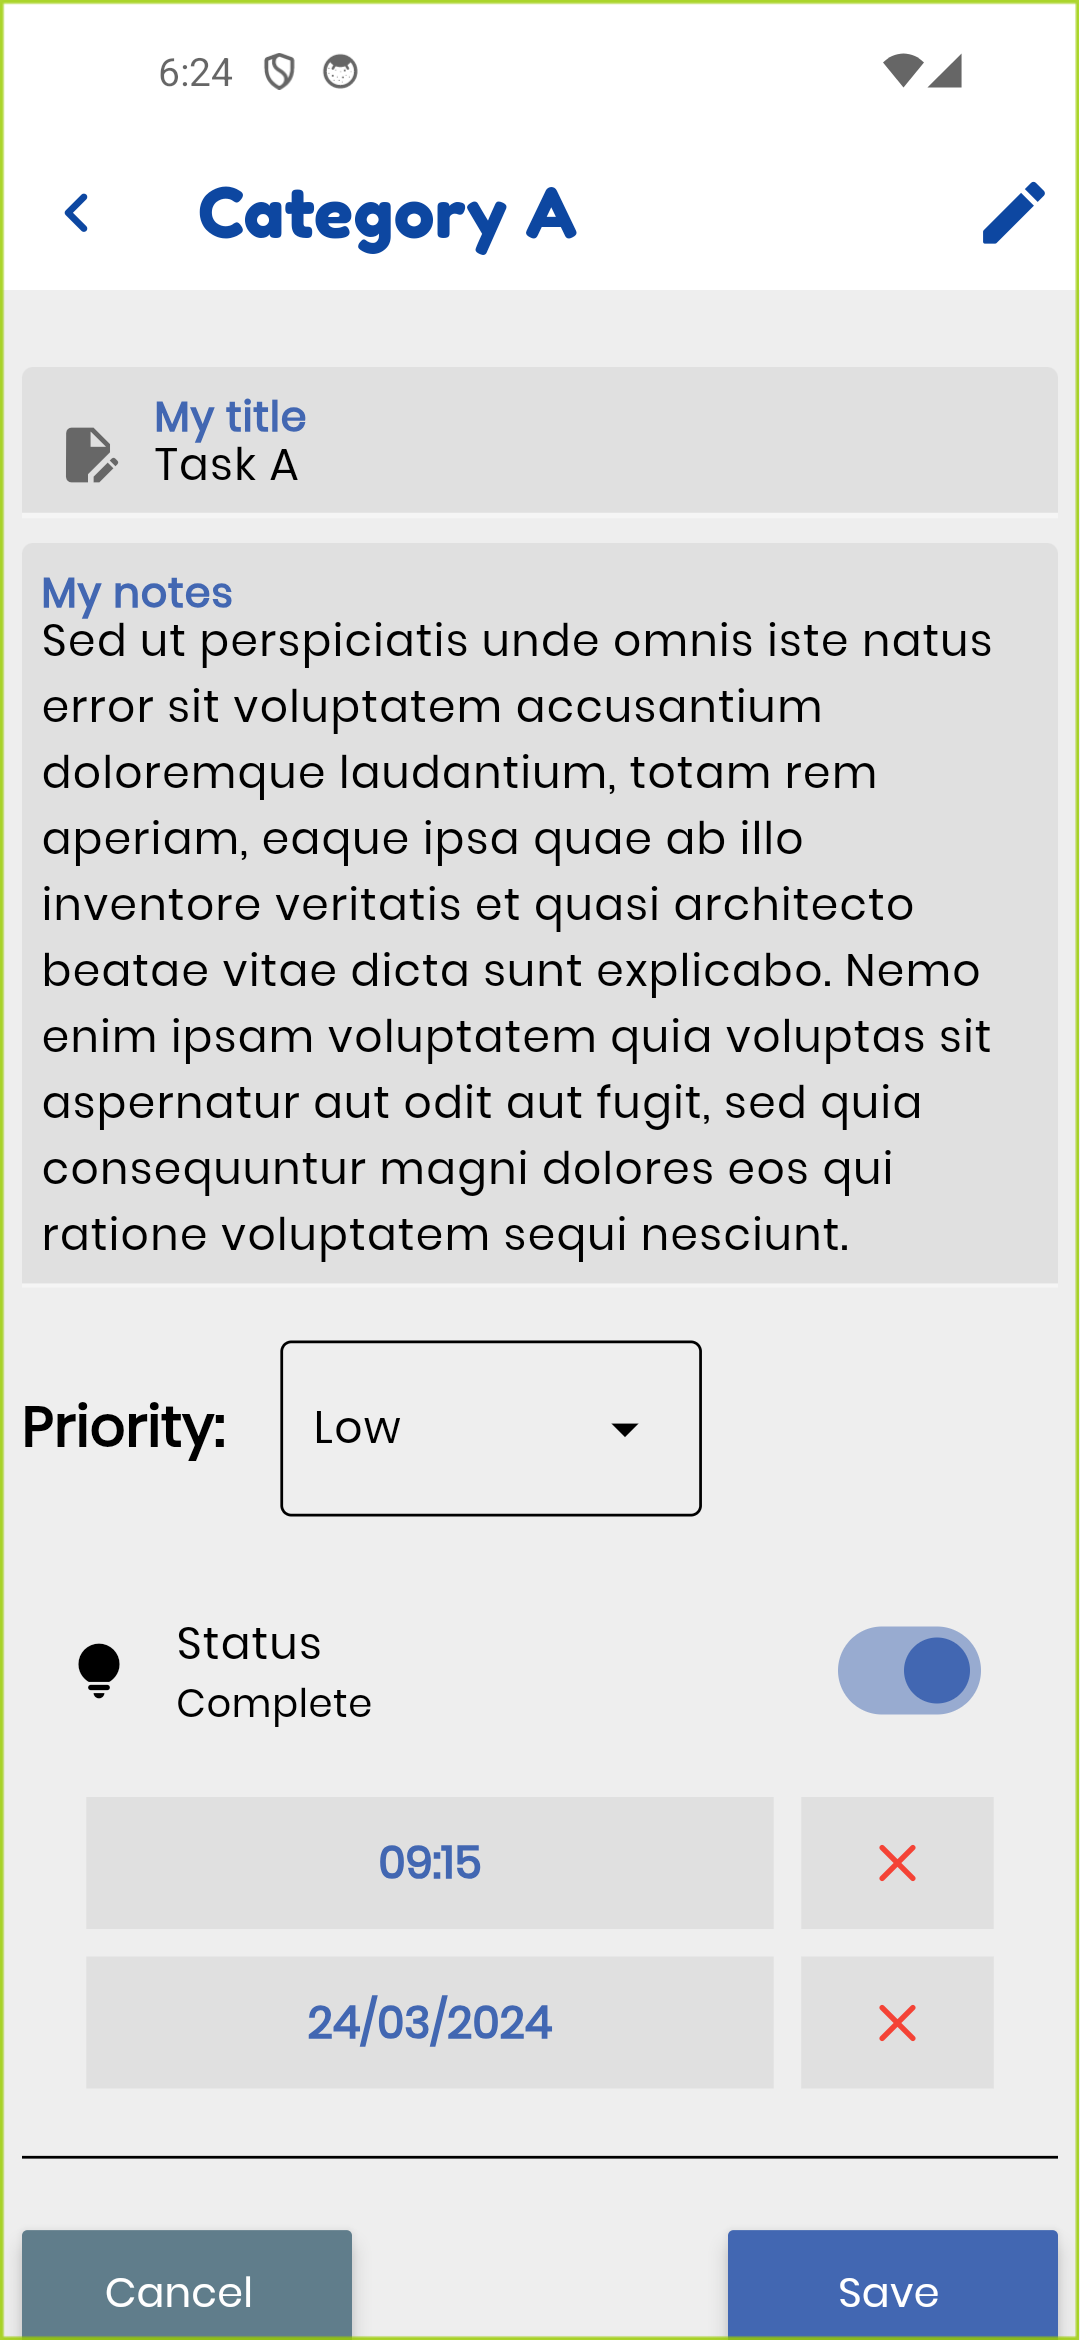 6:24
Category A
My title
Task A
My notes
Sed ut perspiciatis unde omnis iste natus
error sit voluptatem accusantium
doloremque laudantium, totam rem
aperiam, eaque ipsa quae ab illo
inventore veritatis et quasi architecto
beatae vitae dicta sunt explicabo. Nemo
enim ipsam voluptatem quia voluptas sit
aspernatur aut odit aut fugit, sed quia
consequuntur magni dolores eos qui
ratione voluptatem sequi nesciunt.
Priority: Low
Status
Complete
09:15
24/03/2024
Cancel Save